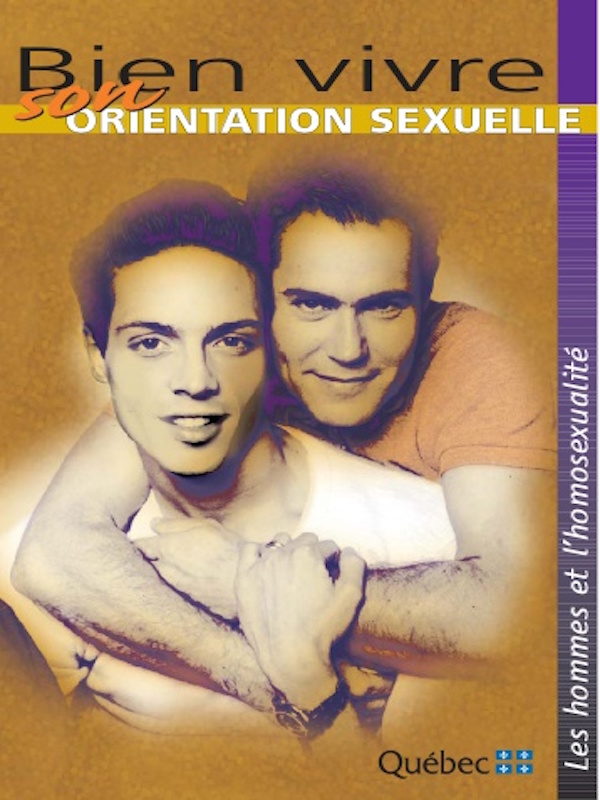 Bien vivre
son
ORIENTATION SEXUELLE
Les hommes et l'homosexualité
Québec